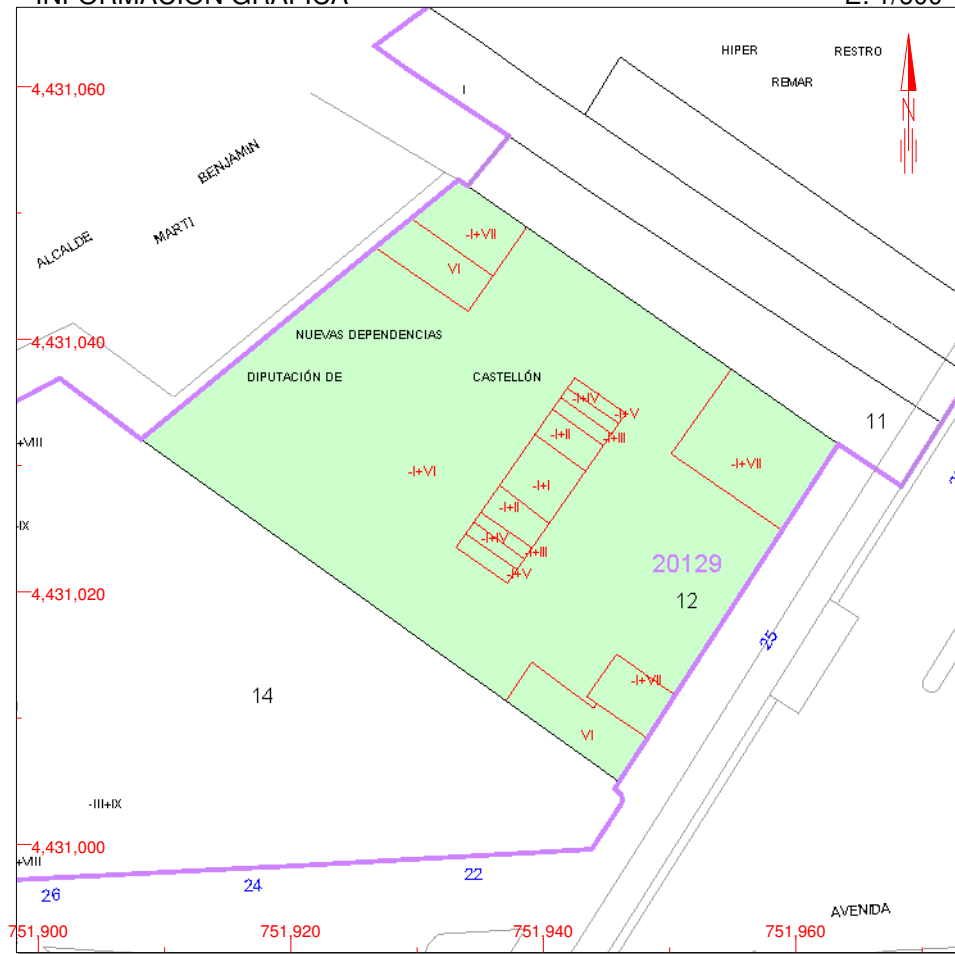 INFORMACIÓN GRÁFICA
HIPER RESTRO
REMAR
4,431,060
I
N
BENJAMIN
ALCALDE MARTI
-I+VII
VI
4,431,040
NUEVAS DEPENDENCIAS
DIPUTACIÓN DE CASTELLÓN
-I+IV
-I+V
11
+VIII
-I+II
-I+III
-I+VI
-I+VII
-I+I
-I+II
IX
-I+IV
-I+III
20129
-I+V
4,431,020
12
25
-I+VII
14
VI
-III+IX
4,431,000
+VIII
22
24
26
AVENIDA
751,900 751,920 751,940 751,960